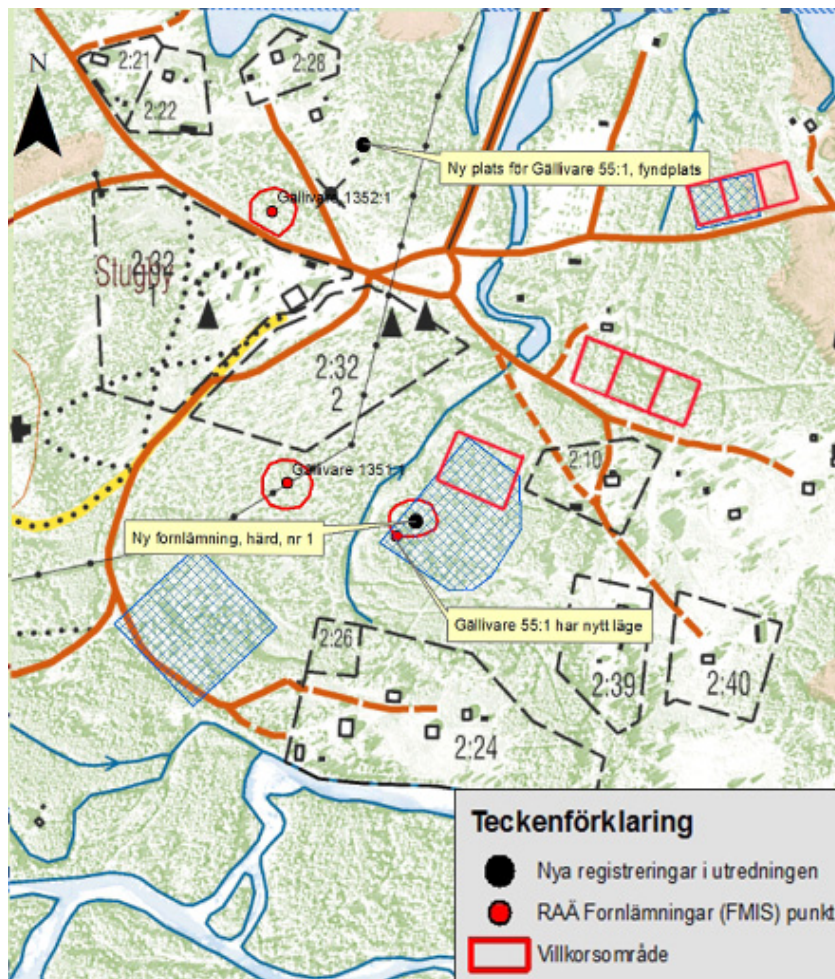 2:21
2:28
N
2:22
Ny plats för Gällivare 55:1, fyndplats
Gällivare 1352:1
2:32
1
Stugby
2:32
2
2:10
Gällivare 1351:1
Ny fornlämning, härd, nr 1
Gällivare 55:1 har nytt läge
2:26
2:39
2:40
2:24
Teckenförklaring
Nya registreringar i utredningen
RAÄ Fornlämningar (FMIS) punkt
Villkorsområde